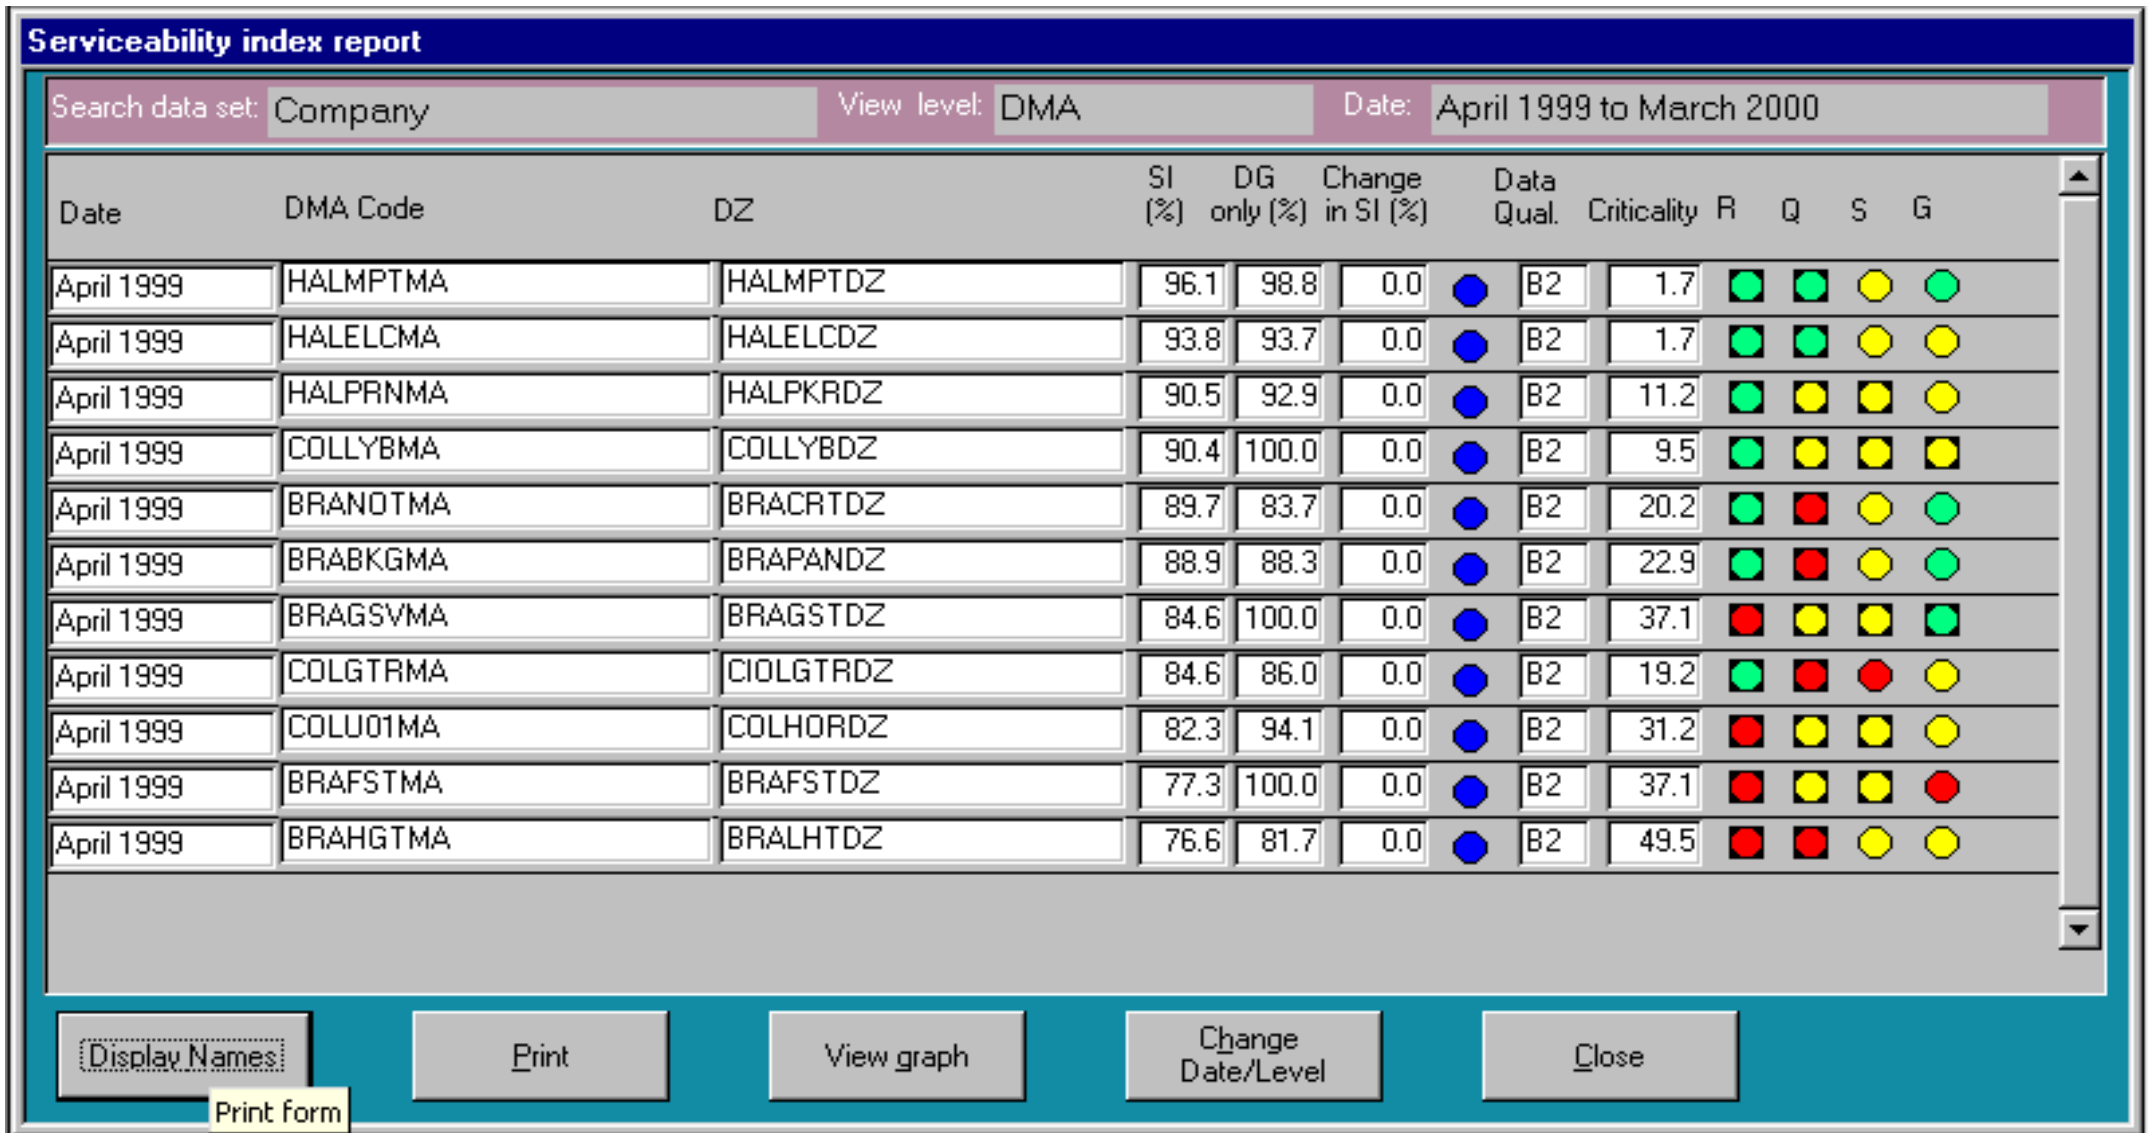 Serviceability index report
Search data set: Company View level: DMA Date: April 1999 to March 2000
Date DMA Code DZ SI (%) DG only (%) Change in SI (%) Data Qual. Criticality R Q S G
April 1999 HALMPTMA HALMPTDZ 96.1 98.8 0.0 B2 1.7
April 1999 HALELCMA HALELCDZ 93.8 93.7 0.0 B2 1.7
April 1999 HALPRNMA HALPKRDZ 90.5 92.9 0.0 B2 11.2
April 1999 COLLYBMA COLLYBDZ 90.4 100.0 0.0 B2 9.5
April 1999 BRANOTMA BRACRTDZ 89.7 83.7 0.0 B2 20.2
April 1999 BRABKGMA BRAPANDZ 88.9 88.3 0.0 B2 22.9
April 1999 BRAGSVMA BRAGSTDZ 84.6 100.0 0.0 B2 37.1
April 1999 COLGTRMA CIOLGTRDZ 84.6 86.0 0.0 B2 19.2
April 1999 COLU01MA COLHORDZ 82.3 94.1 0.0 B2 31.2
April 1999 BRAFSTMA BRAFSTDZ 77.3 100.0 0.0 B2 37.1
April 1999 BRAHGTMA BRALHTDZ 76.6 81.7 0.0 B2 49.5
Display Names Print View graph Change Date/Level Close
Print form